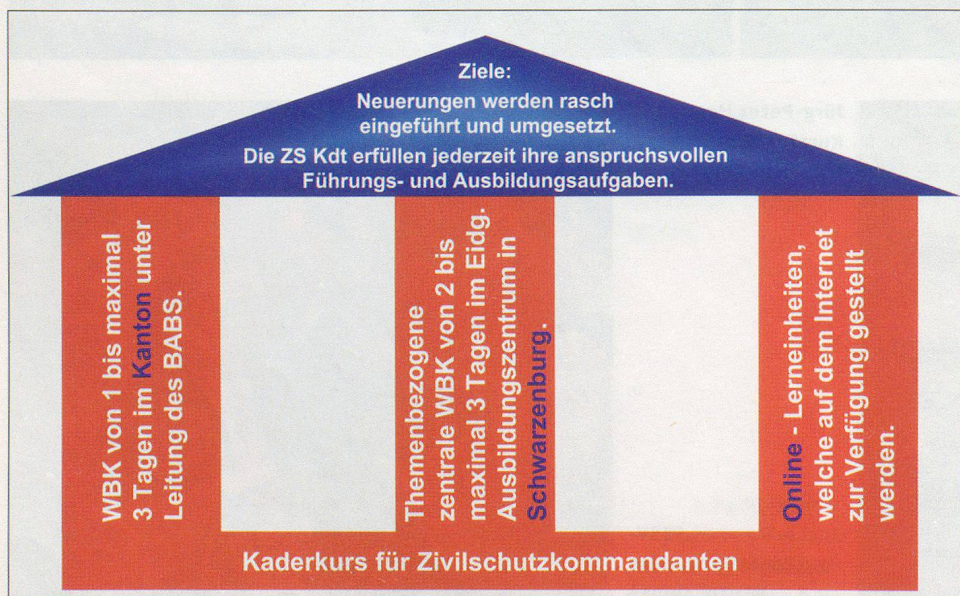 Ziele:
Neuerungen werden rasch
eingeführt und umgesetzt.
Die ZS Kdt erfüllen jederzeit ihre anspruchsvollen
Führungs- und Ausbildungsaufgaben.
WBK von 1 bis maximal
3 Tagen im Kanton unter
Leitung des BABS.
Themenbezogene
zentrale WBK von 2 bis
maximal 3 Tagen im Eidg.
Ausbildungszentrum in
Schwarzenburg.
Online - Lerneinheiten,
welche auf dem Internet
zur Verfügung gestellt
werden.
Kaderkurs für Zivilschutzkommandanten